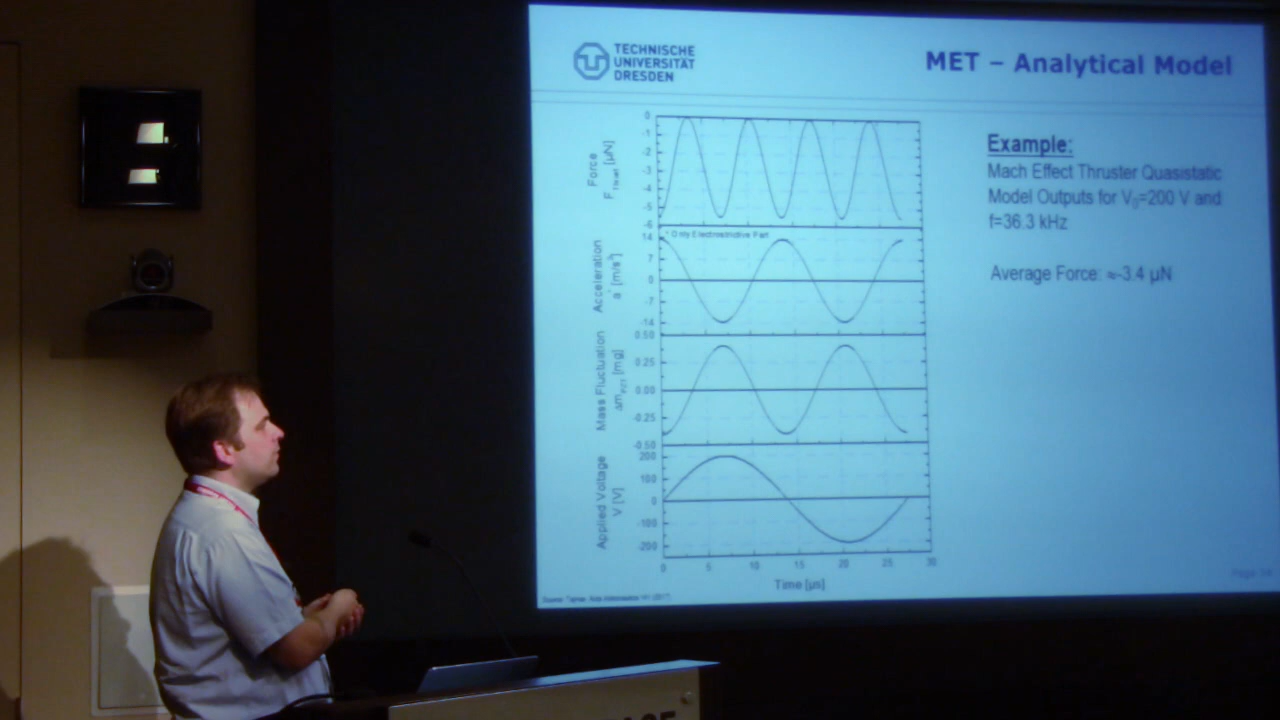 TECHNISCHE
UNIVERSITÄT
DRESDEN
MET – Analytical Model
Example:
Mach Effect Thruster Quasistatic
Model Outputs for V₀=200 V and
f=36.3 kHz
Average Force: ≈-3.4 µN
Force
[µN]
0
-1
-2
-3
-4
-5
-6
* Only Electrostrictive Part
Acceleration
a* [m/s²]
14
7
0
-7
-14
Mass Fluctuation
[mg]
0.50
0.25
0.00
-0.25
-0.50
Applied Voltage
V [V]
200
100
0
-100
-200
0 5 10 15 20 25 30
Time [µs]